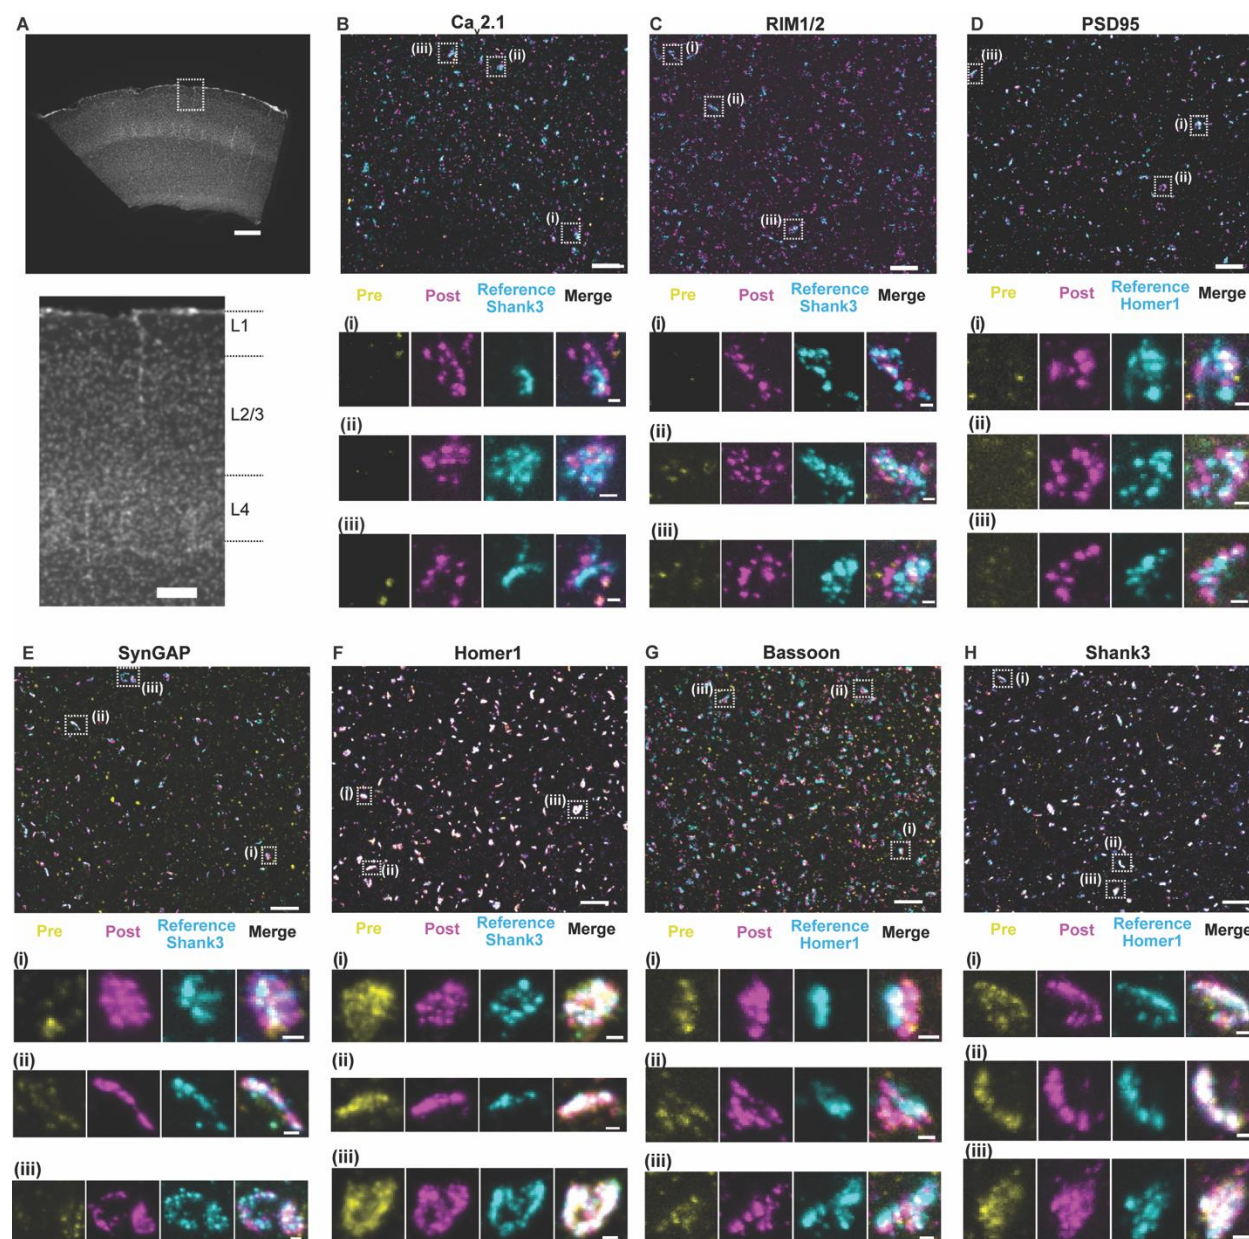 A
L1
L2/3
L4
B
Cav2.1
(iii)
(ii)
(i)
Pre Post Reference Shank3 Merge
(i)
(ii)
(iii)
C
RIM1/2
(i)
(ii)
(iii)
Pre Post Reference Shank3 Merge
(i)
(ii)
(iii)
D
PSD95
(iii)
(i)
(ii)
Pre Post Reference Homer1 Merge
(i)
(ii)
(iii)
E
SynGAP
(iii)
(ii)
(i)
Pre Post Reference Shank3 Merge
(i)
(ii)
(iii)
F
Homer1
(i)
(iii)
(ii)
Pre Post Reference Shank3 Merge
(i)
(ii)
(iii)
G
Bassoon
(iii)
(ii)
(i)
Pre Post Reference Homer1 Merge
(i)
(ii)
(iii)
H
Shank3
(i)
(ii)
(iii)
Pre Post Reference Homer1 Merge
(i)
(ii)
(iii)